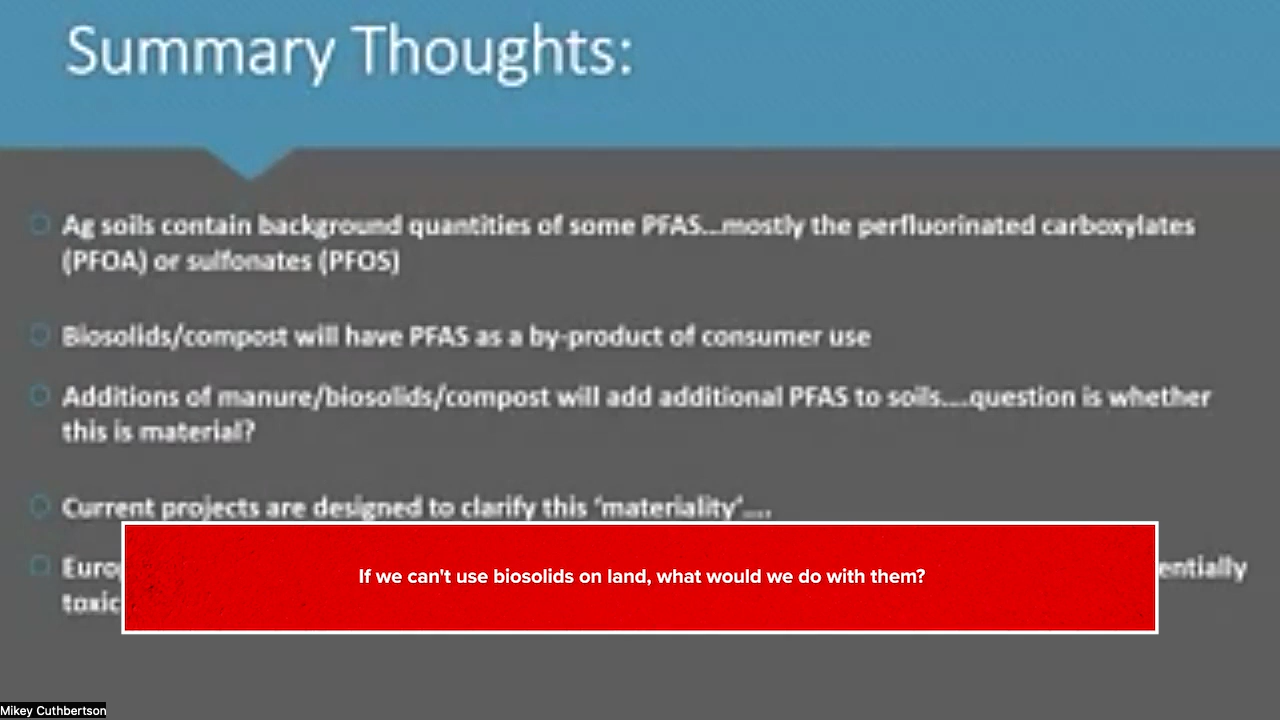 Summary Thoughts:
Ag soils contain background quantities of some PFAS...mostly the perfluorinated carboxylates
(PFOA) or sulfonates (PFOS)
Biosolids/compost will have PFAS as a by-product of consumer use
Additions of manure/biosolids/compost will add additional PFAS to soils....question is whether
this is material?
Current projects are designed to clarify this 'materiality'....
If we can't use biosolids on land, what would we do with them?
toxic
Mikey Cuthbertson